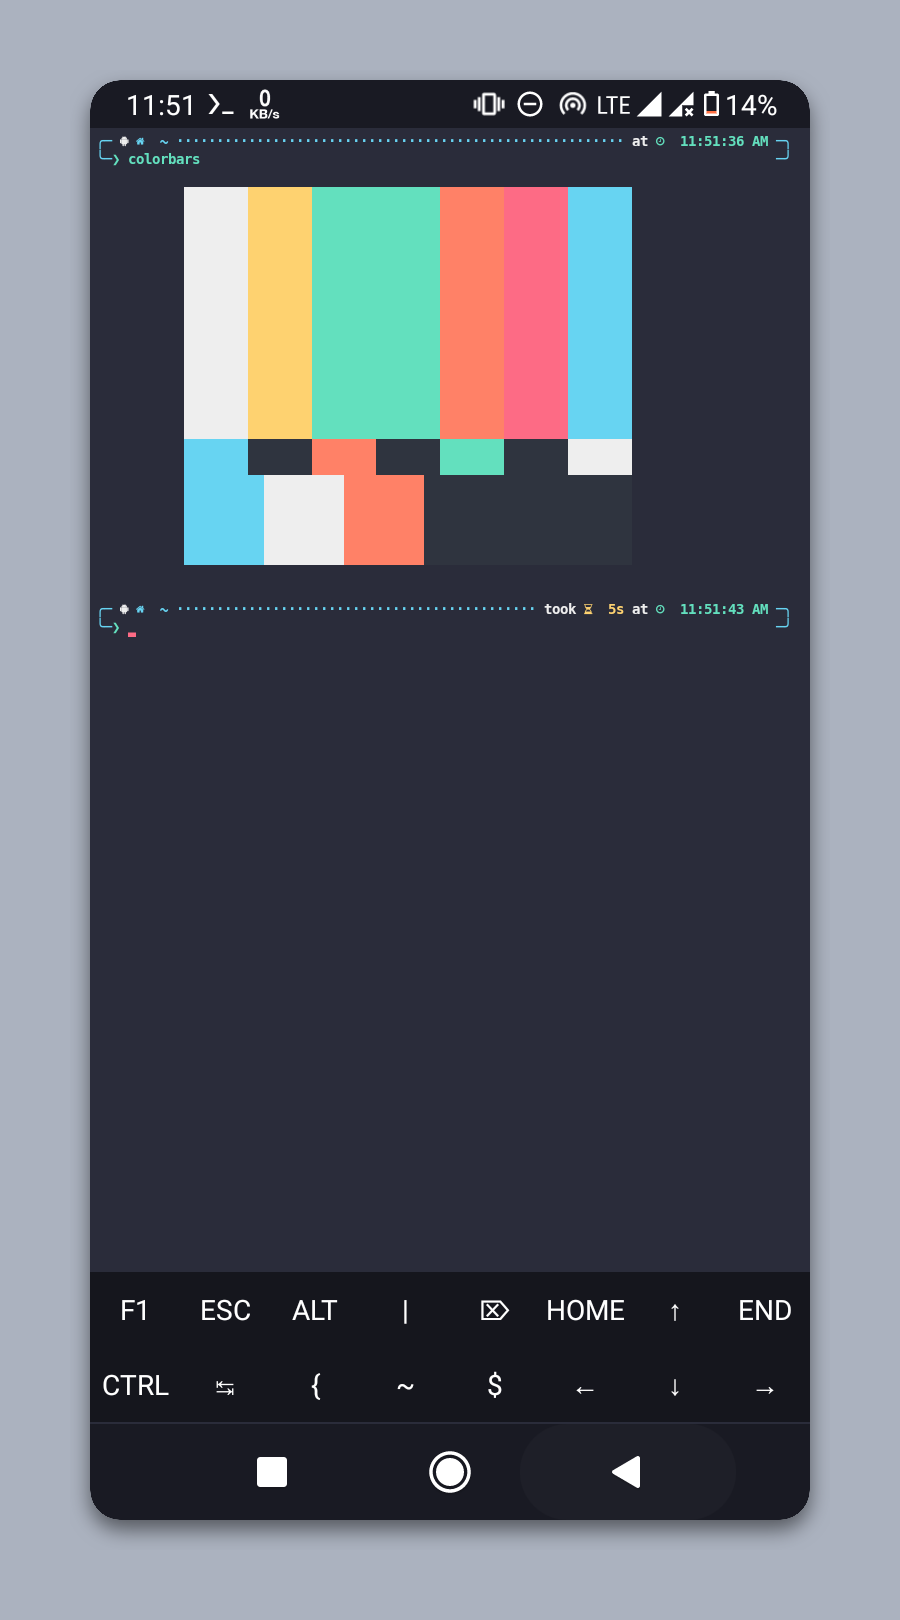 11:51 0 KB/s LTE 14%
~ at 11:51:36 AM
❯ colorbars
~ took 5s at 11:51:43 AM
❯
F1 ESC ALT | ⌦ HOME ↑ END
CTRL ↹ { ~ $ ← ↓ →